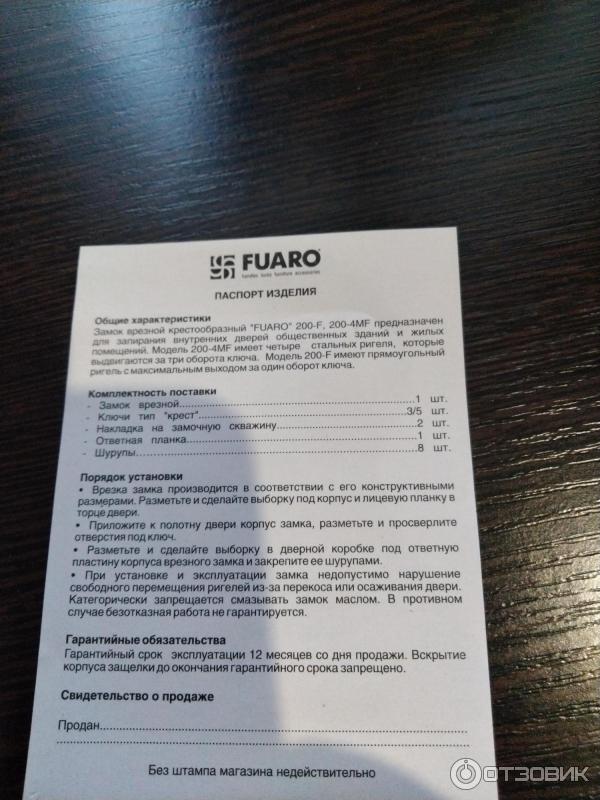 FUARO
handles locks furniture accessories
ПАСПОРТ ИЗДЕЛИЯ
Общие характеристики
Замок врезной крестообразный "FUARO" 200-F, 200-4MF предназначен
для запирания внутренних дверей общественных зданий и жилых
помещений. Модель 200-4MF имеет четыре стальных ригеля, которые
выдвигаются за три оборота ключа. Модель 200-F имеют прямоугольный
ригель с максимальным выходом за один оборот ключа.
Комплектность поставки
- Замок врезной........................................................1 шт.
- Ключи тип "крест"...............................................3/5 шт.
- Накладка на замочную скважину........................2 шт.
- Ответная планка....................................................1 шт.
- Шурупы....................................................................8 шт.
Порядок установки
• Врезка замка производится в соответствии с его конструктивными
размерами. Разметьте и сделайте выборку под корпус и лицевую планку в
торце двери.
• Приложите к полотну двери корпус замка, разметьте и просверлите
отверстия под ключ.
• Разметьте и сделайте выборку в дверной коробке под ответную
пластину корпуса врезного замка и закрепите ее шурупами.
• При установке и эксплуатации замка недопустимо нарушение
свободного перемещения ригелей из-за перекоса или осаживания двери.
Категорически запрещается смазывать замок маслом. В противном
случае безотказная работа не гарантируется.
Гарантийные обязательства
Гарантийный срок эксплуатации 12 месяцев со дня продажи. Вскрытие
корпуса защелки до окончания гарантийного срока запрещено.
Свидетельство о продаже
Продан..........................................................................................
Без штампа магазина недействительно
ОТЗОВИК